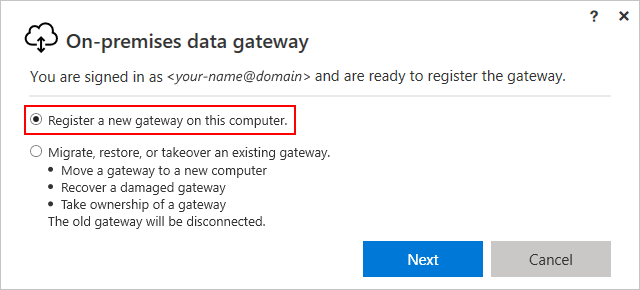 ? ×
On-premises data gateway
You are signed in as <your-name@domain> and are ready to register the gateway.
Register a new gateway on this computer.
Migrate, restore, or takeover an existing gateway.
• Move a gateway to a new computer
• Recover a damaged gateway
• Take ownership of a gateway
The old gateway will be disconnected.
Next Cancel